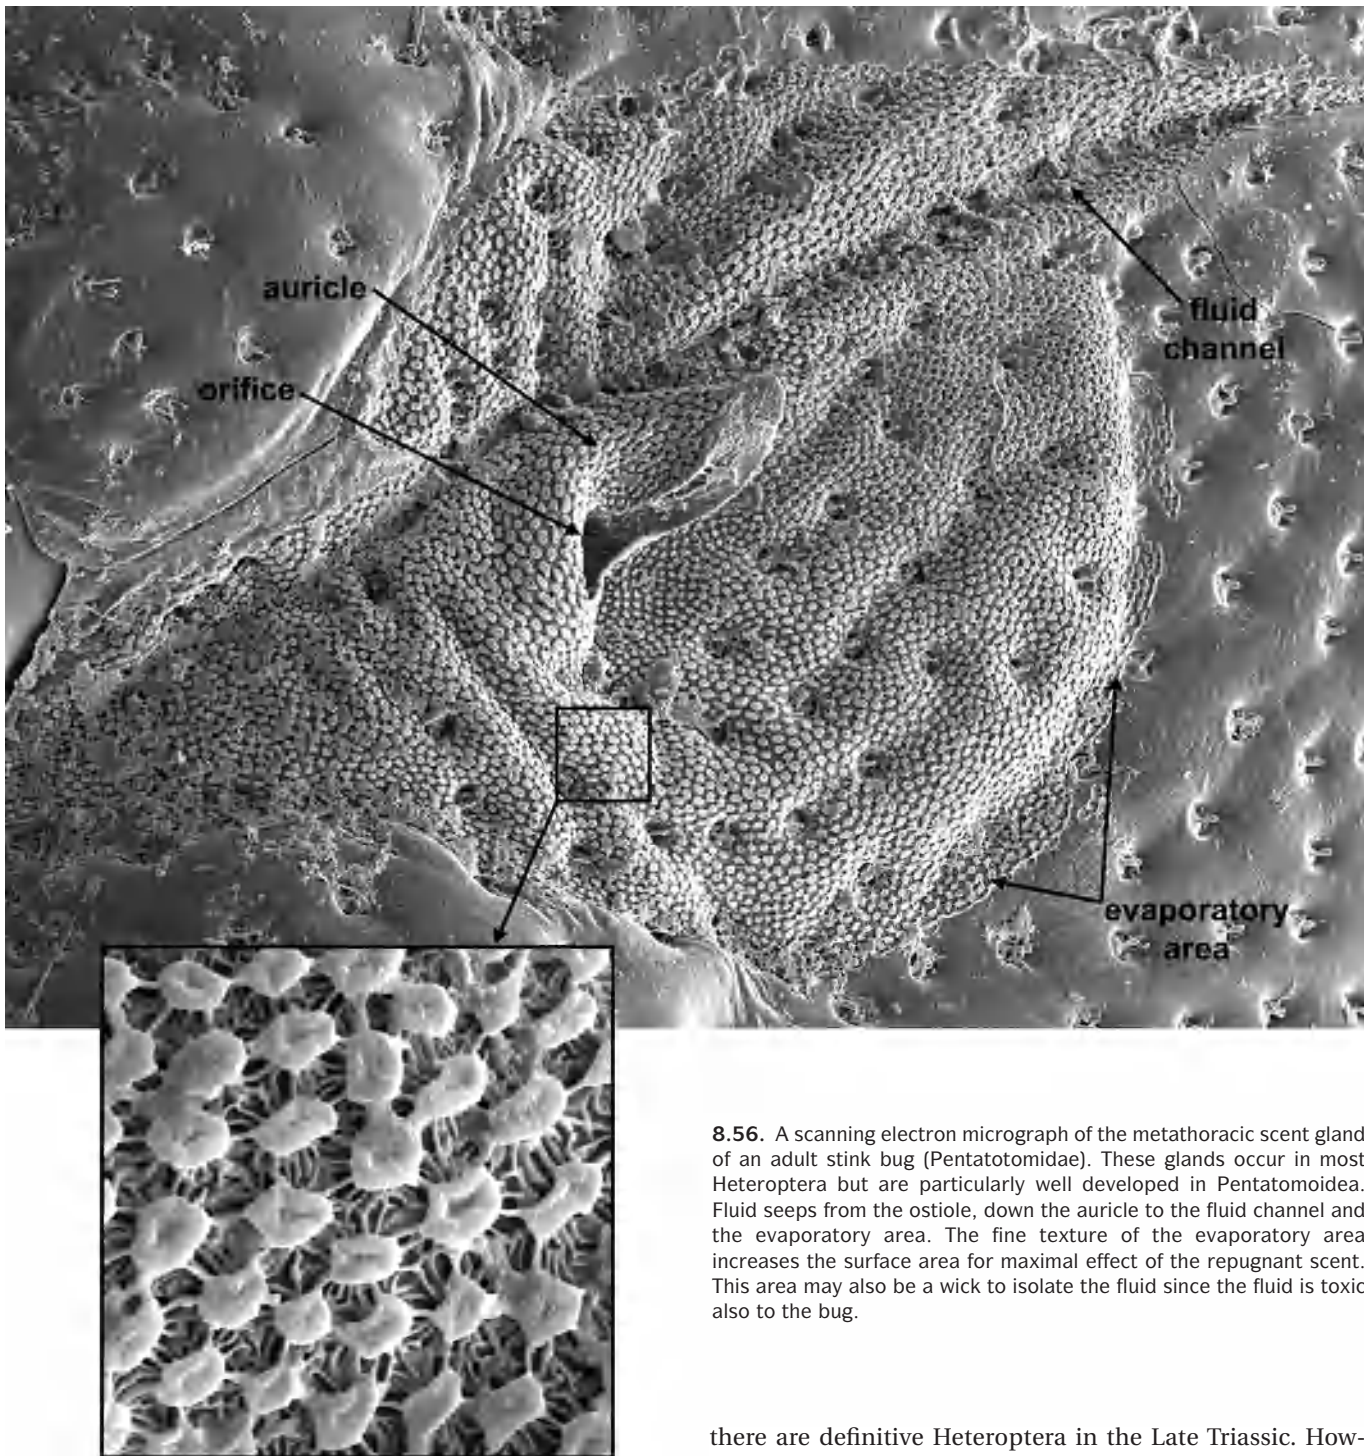 auricle
orifice
fluid
channel
evaporatory
area
8.56. A scanning electron micrograph of the metathoracic scent gland
of an adult stink bug (Pentatotomidae). These glands occur in most
Heteroptera but are particularly well developed in Pentatomoidea.
Fluid seeps from the ostiole, down the auricle to the fluid channel and
the evaporatory area. The fine texture of the evaporatory area
increases the surface area for maximal effect of the repugnant scent.
This area may also be a wick to isolate the fluid since the fluid is toxic
also to the bug.
there are definitive Heteroptera in the Late Triassic. How-